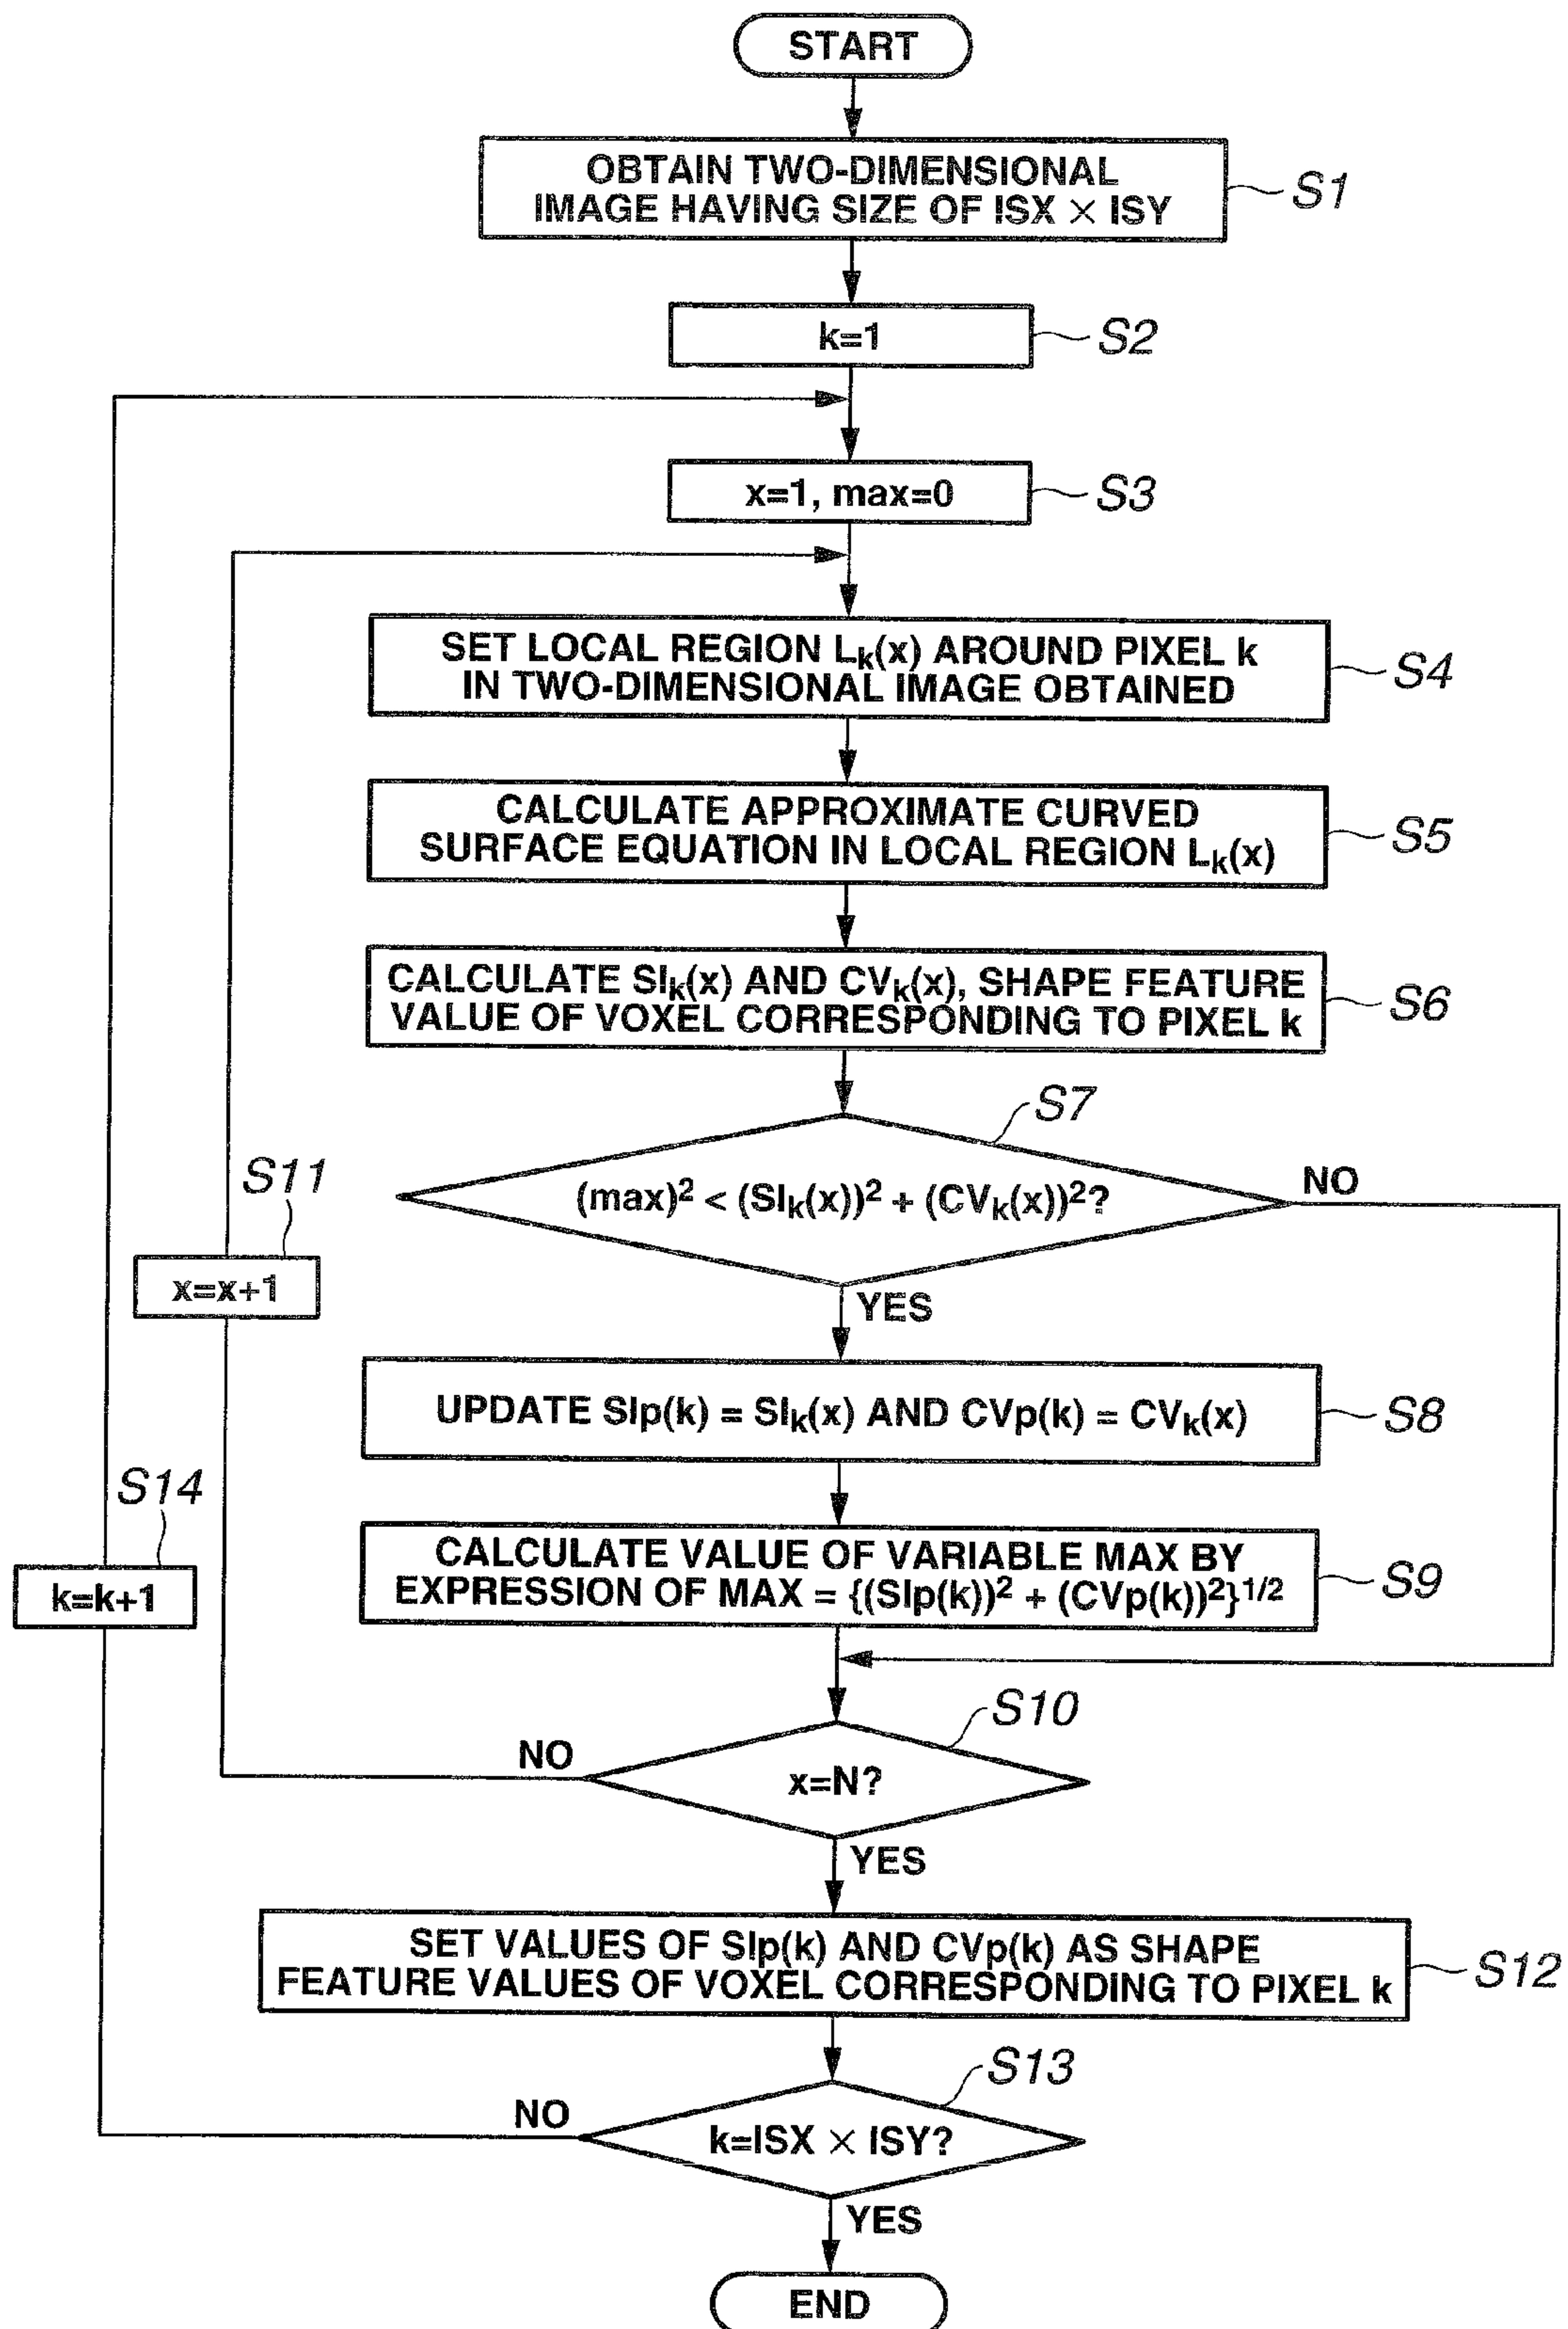 START
OBTAIN TWO-DIMENSIONAL
IMAGE HAVING SIZE OF ISX × ISY
S1
k=1
S2
x=1, max=0
S3
SET LOCAL REGION Lk(x) AROUND PIXEL k
IN TWO-DIMENSIONAL IMAGE OBTAINED
S4
CALCULATE APPROXIMATE CURVED
SURFACE EQUATION IN LOCAL REGION Lk(x)
S5
CALCULATE SIk(x) AND CVk(x), SHAPE FEATURE
VALUE OF VOXEL CORRESPONDING TO PIXEL k
S6
S7
(max)² < (SIk(x))² + (CVk(x))²?
NO
YES
S11
x=x+1
UPDATE SIp(k) = SIk(x) AND CVp(k) = CVk(x)
S8
S14
k=k+1
CALCULATE VALUE OF VARIABLE MAX BY
EXPRESSION OF MAX = {(SIp(k))² + (CVp(k))²}1/2
S9
S10
NO
x=N?
YES
SET VALUES OF SIp(k) AND CVp(k) AS SHAPE
FEATURE VALUES OF VOXEL CORRESPONDING TO PIXEL k
S12
S13
NO
k=ISX × ISY?
YES
END